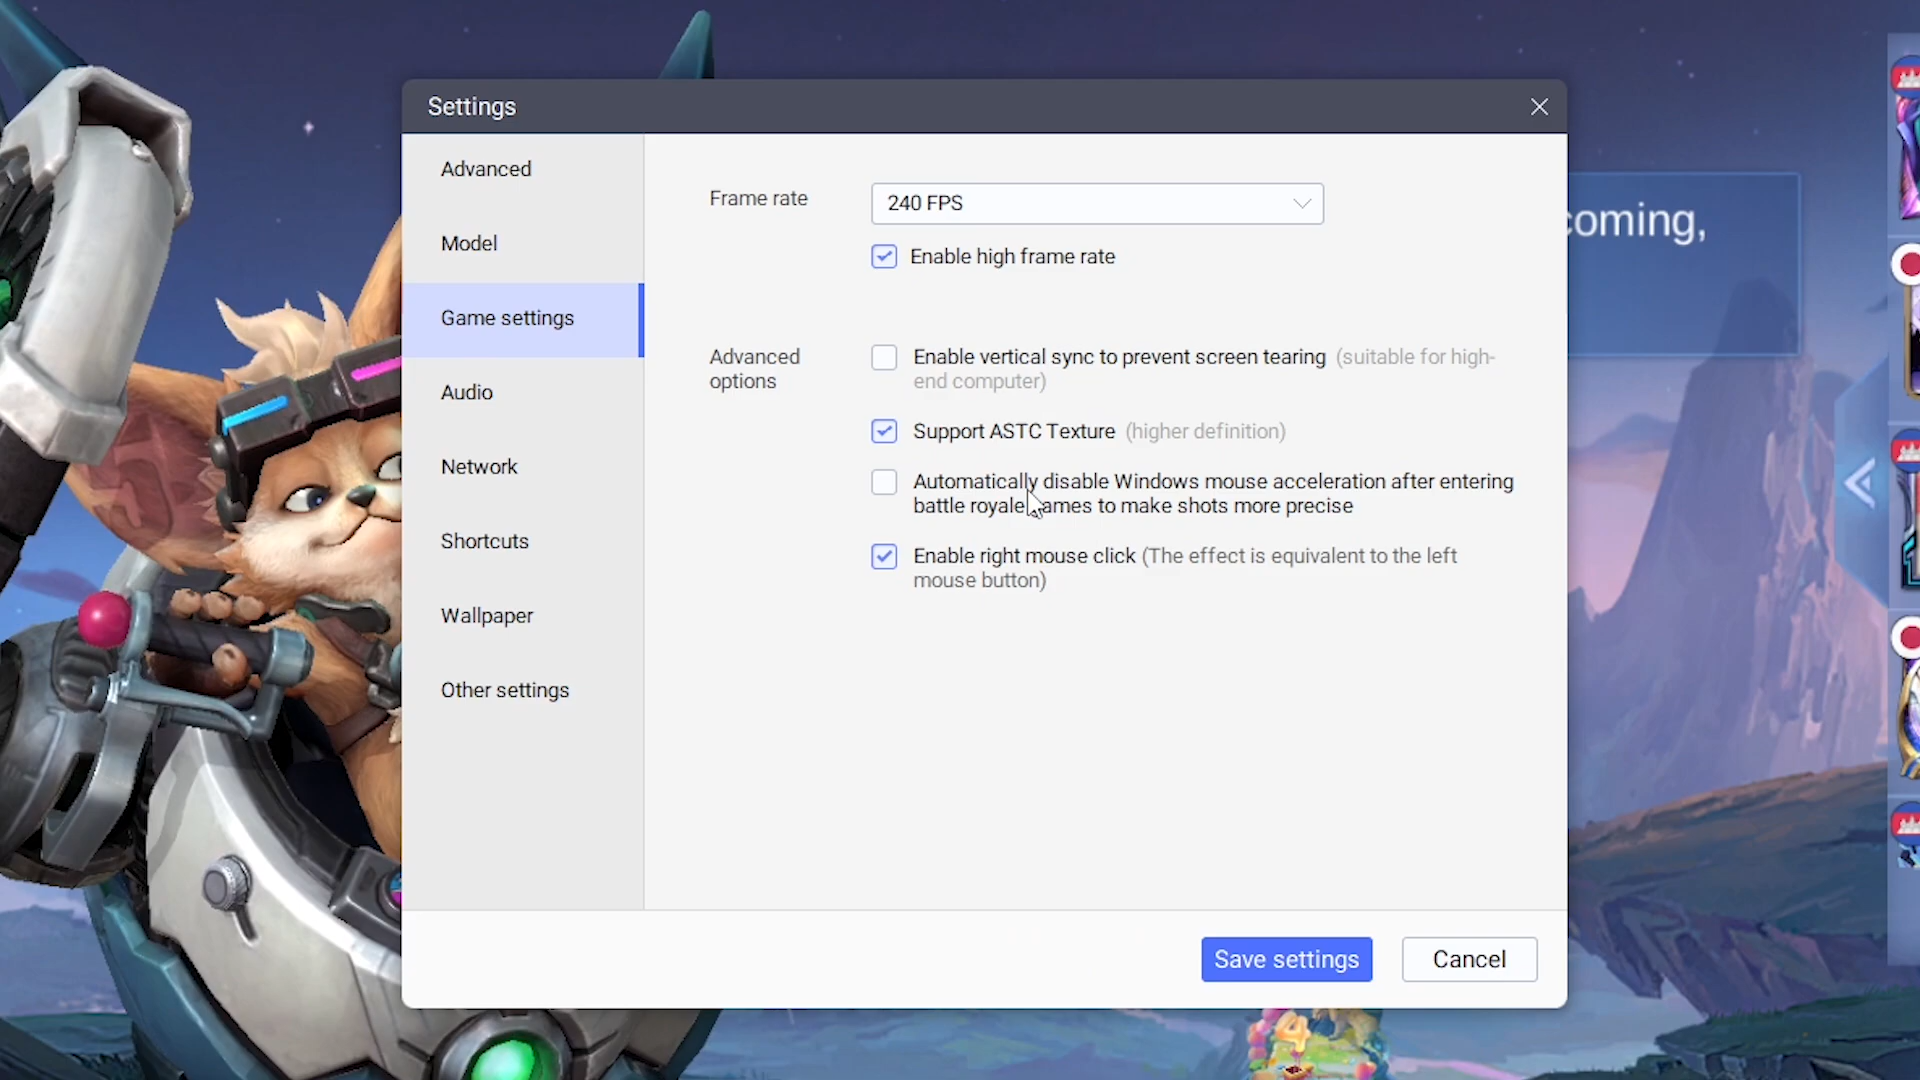 Settings
Advanced
Model
Game settings
Audio
Network
Shortcuts
Wallpaper
Other settings
Frame rate
240 FPS
Enable high frame rate
Advanced
options
Enable vertical sync to prevent screen tearing (suitable for high-
end computer)
Support ASTC Texture (higher definition)
Automatically disable Windows mouse acceleration after entering
battle royale games to make shots more precise
Enable right mouse click (The effect is equivalent to the left
mouse button)
Save settings
Cancel
coming,
4